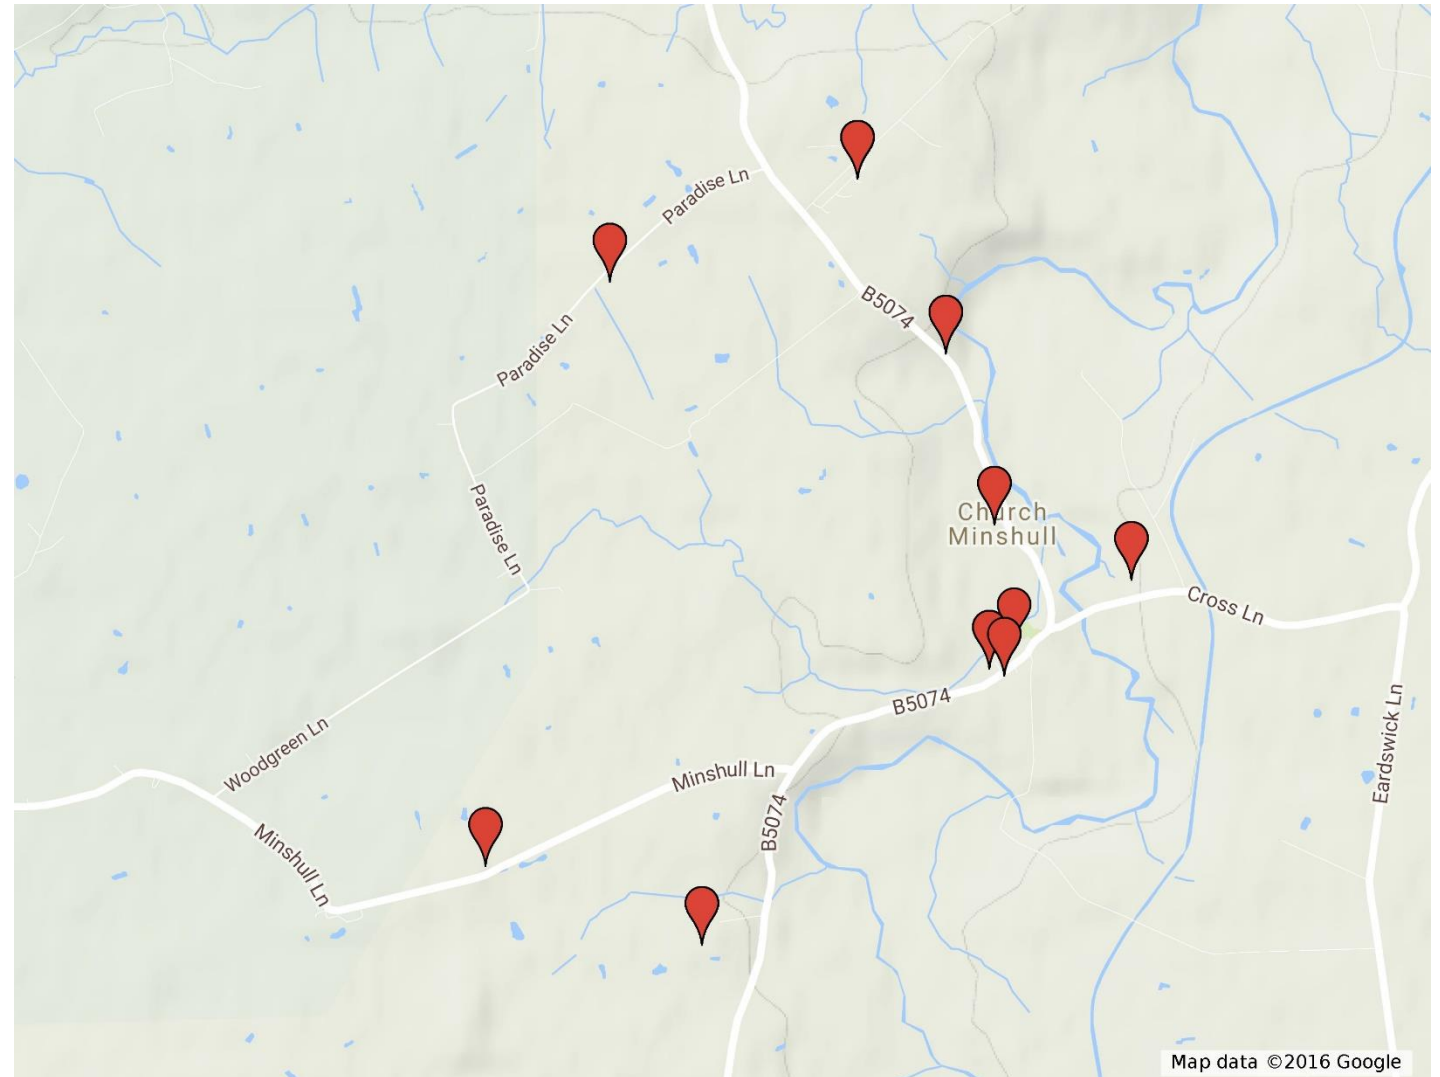 Paradise Ln
B5074
Paradise Ln
Paradise Ln
Church
Minshull
Cross Ln
B5074
Eardswick Ln
Woodgreen Ln
Minshull Ln
B5074
Minshull Ln
Map data ©2016 Google